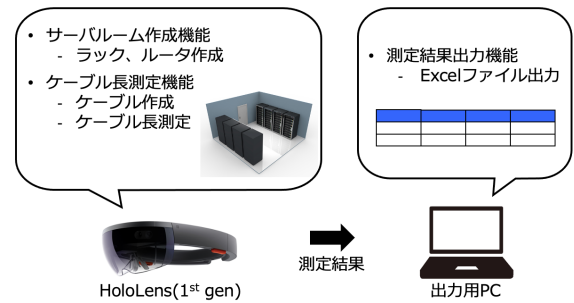 • サーバルーム作成機能
- ラック、ルータ作成
• ケーブル長測定機能
- ケーブル作成
- ケーブル長測定
• 測定結果出力機能
- Excelファイル出力
測定結果
HoloLens(1st gen)
出力用PC